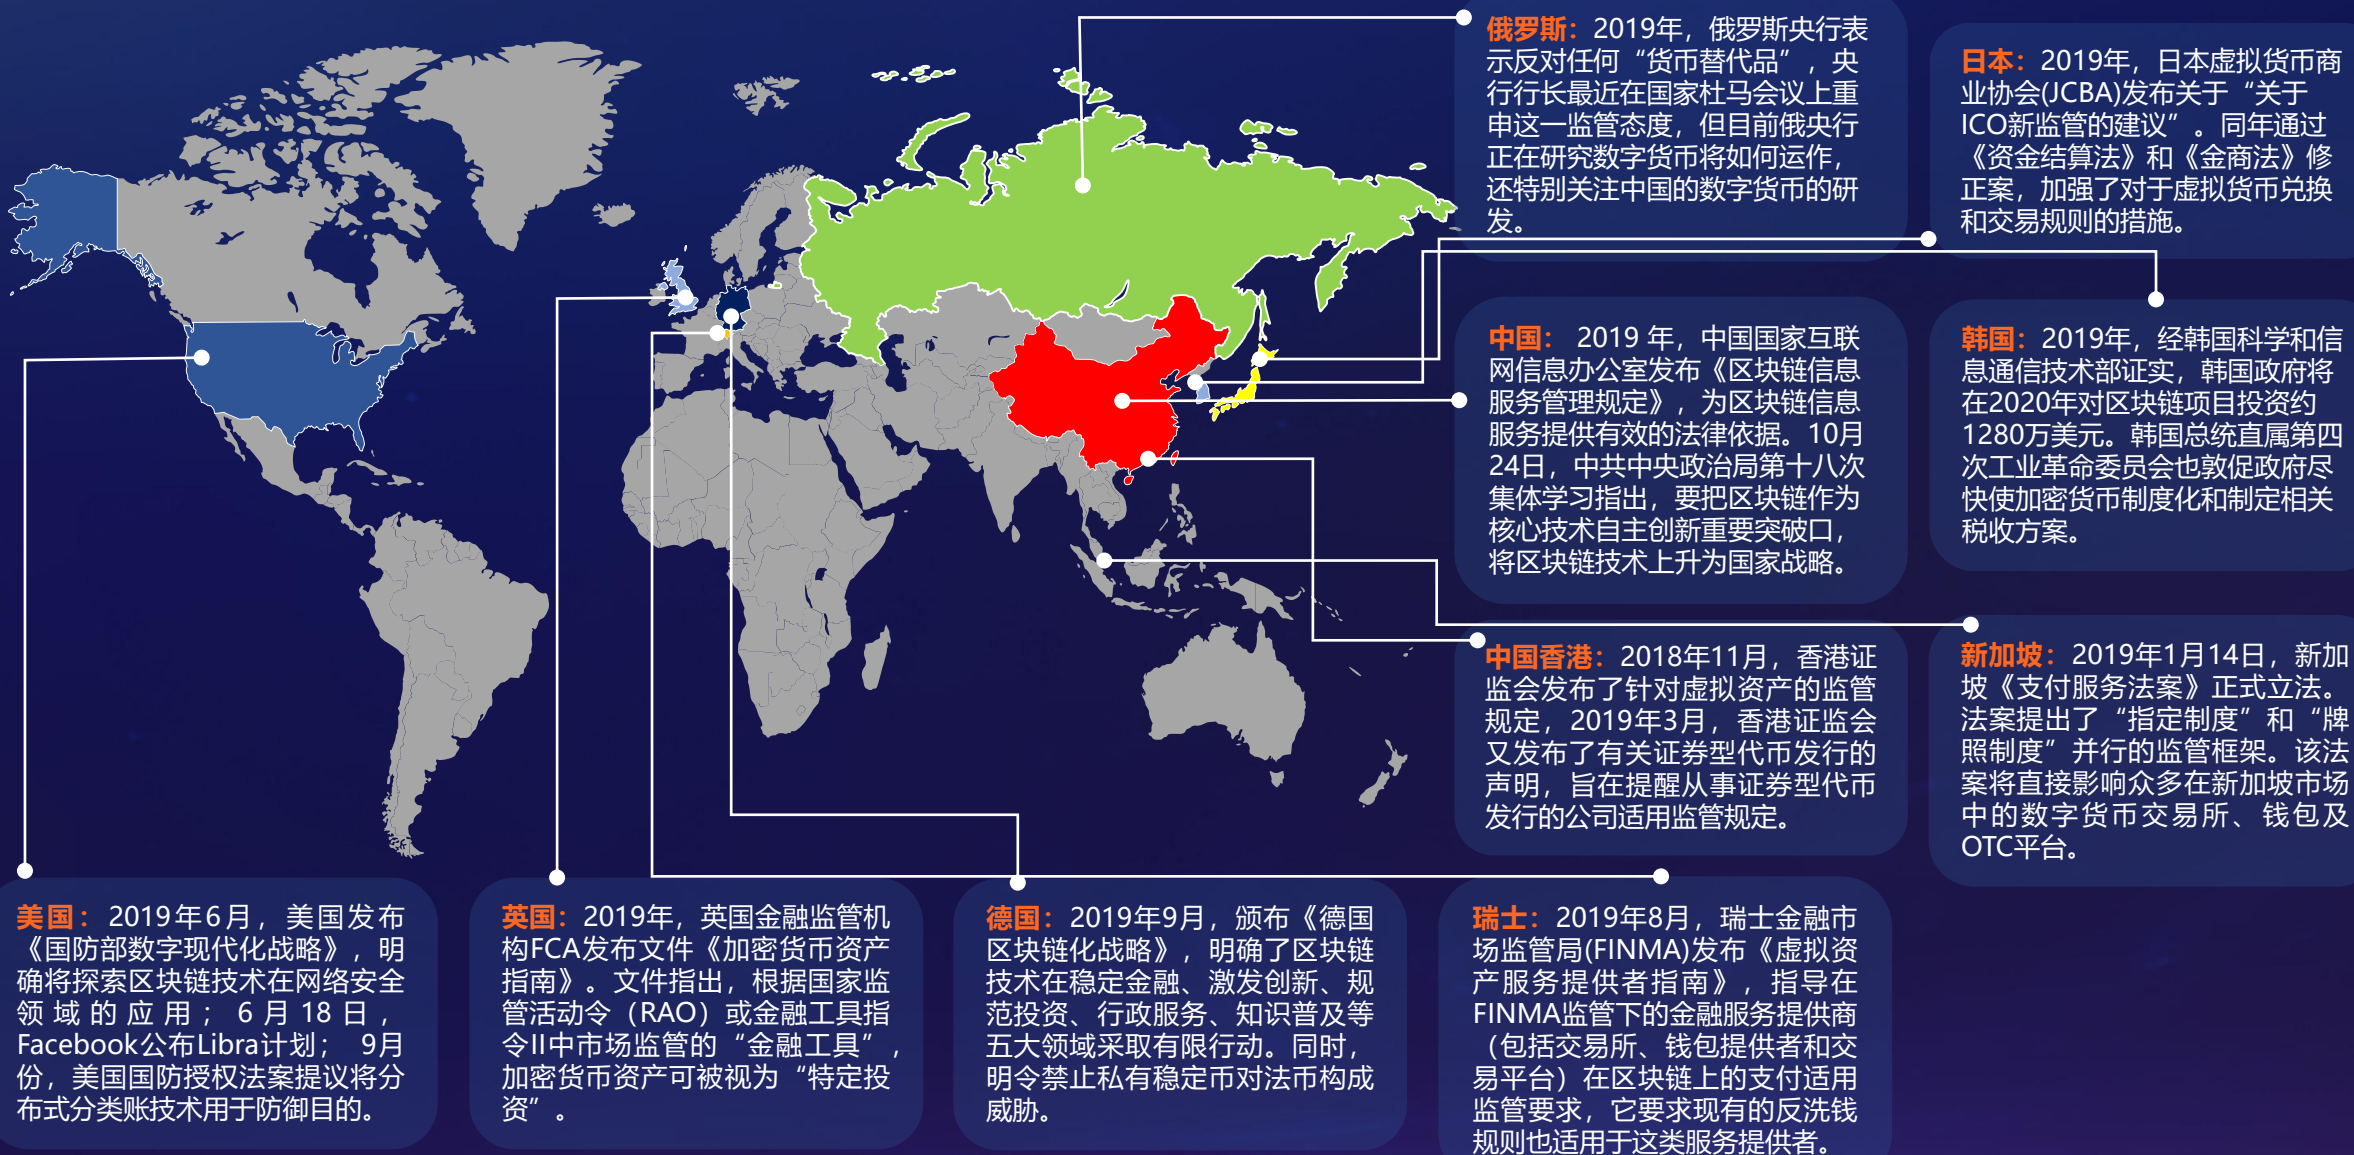 俄罗斯：2019年，俄罗斯央行表
示反对任何“货币替代品”，央
行行长最近在国家杜马会议上重
申这一监管态度，但目前俄央行
正在研究数字货币将如何运作，
还特别关注中国的数字货币的研
发。
日本：2019年，日本虚拟货币商
业协会(JCBA)发布关于“关于
ICO新监管的建议”。同年通过
《资金结算法》和《金商法》修
正案，加强了对于虚拟货币兑换
和交易规则的措施。
中国： 2019 年，中国国家互联
网信息办公室发布《区块链信息
服务管理规定》，为区块链信息
服务提供有效的法律依据。10月
24日，中共中央政治局第十八次
集体学习指出，要把区块链作为
核心技术自主创新重要突破口，
将区块链技术上升为国家战略。
韩国：2019年，经韩国科学和信
息通信技术部证实，韩国政府将
在2020年对区块链项目投资约
1280万美元。韩国总统直属第四
次工业革命委员会也敦促政府尽
快使加密货币制度化和制定相关
税收方案。
中国香港：2018年11月，香港证
监会发布了针对虚拟资产的监管
规定，2019年3月，香港证监会
又发布了有关证券型代币发行的
声明，旨在提醒从事证券型代币
发行的公司适用监管规定。
新加坡：2019年1月14日，新加
坡《支付服务法案》正式立法。
法案提出了“指定制度”和“牌
照制度”并行的监管框架。该法
案将直接影响众多在新加坡市场
中的数字货币交易所、钱包及
OTC平台。
美国：2019年6月，美国发布
《国防部数字现代化战略》，明
确将探索区块链技术在网络安全
领域的应用；6月18日，
Facebook公布Libra计划； 9月
份，美国国防授权法案提议将分
布式分类账技术用于防御目的。
英国：2019年，英国金融监管机
构FCA发布文件《加密货币资产
指南》。文件指出，根据国家监
管活动令（RAO）或金融工具指
令II中市场监管的“金融工具”，
加密货币资产可被视为“特定投
资”。
德国：2019年9月，颁布《德国
区块链化战略》，明确了区块链
技术在稳定金融、激发创新、规
范投资、行政服务、知识普及等
五大领域采取有限行动。同时，
明令禁止私有稳定币对法币构成
威胁。
瑞士：2019年8月，瑞士金融市
场监管局(FINMA)发布《虚拟资
产服务提供者指南》，指导在
FINMA监管下的金融服务提供商
（包括交易所、钱包提供者和交
易平台）在区块链上的支付适用
监管要求，它要求现有的反洗钱
规则也适用于这类服务提供者。